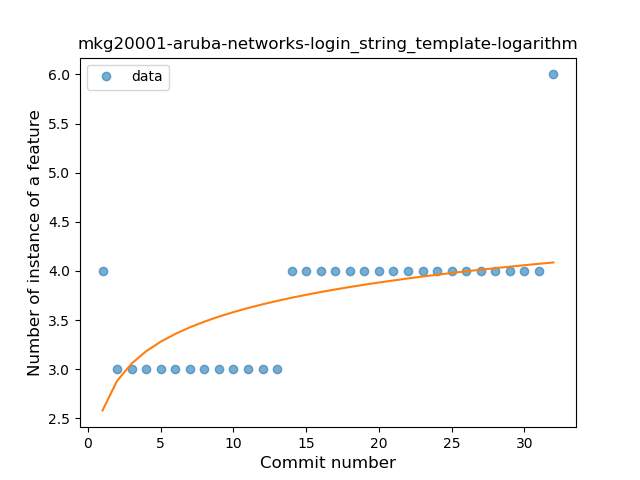 mkg20001-aruba-networks-login_string_template-logarithm
data
Number of instance of a feature
6.0
5.5
5.0
4.5
4.0
3.5
3.0
2.5
0 5 10 15 20 25 30
Commit number